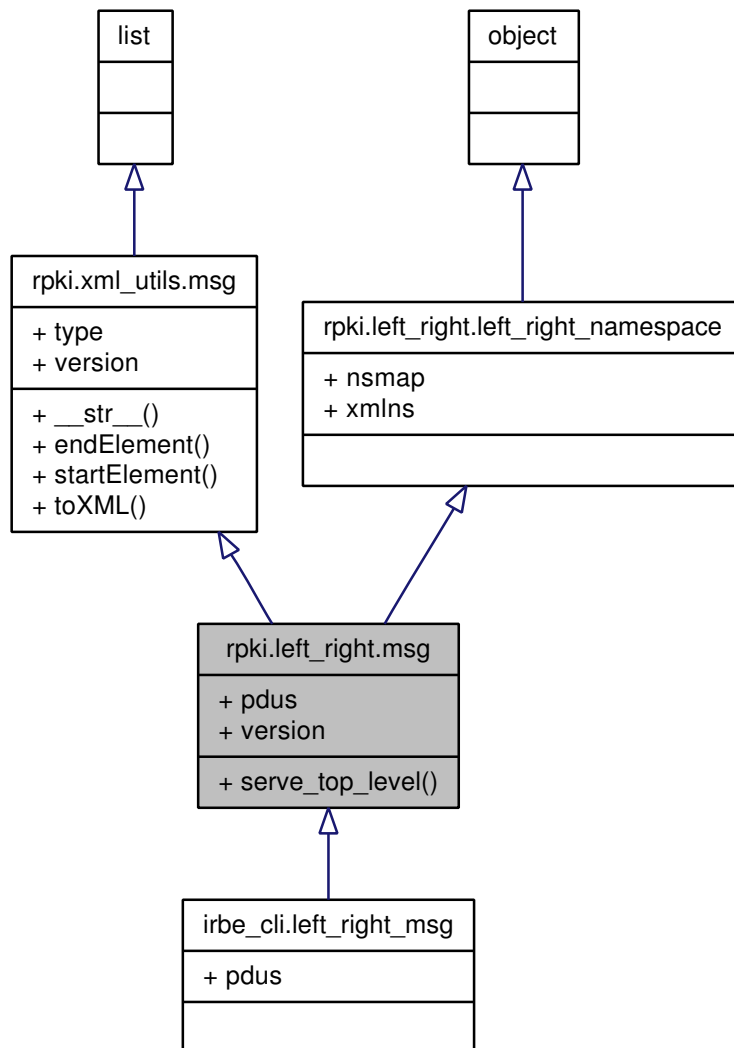 list
object
rpki.xml_utils.msg
+ type
+ version
+ __str__()
+ endElement()
+ startElement()
+ toXML()
rpki.left_right.left_right_namespace
+ nsmap
+ xmlns
rpki.left_right.msg
+ pdus
+ version
+ serve_top_level()
irbe_cli.left_right_msg
+ pdus